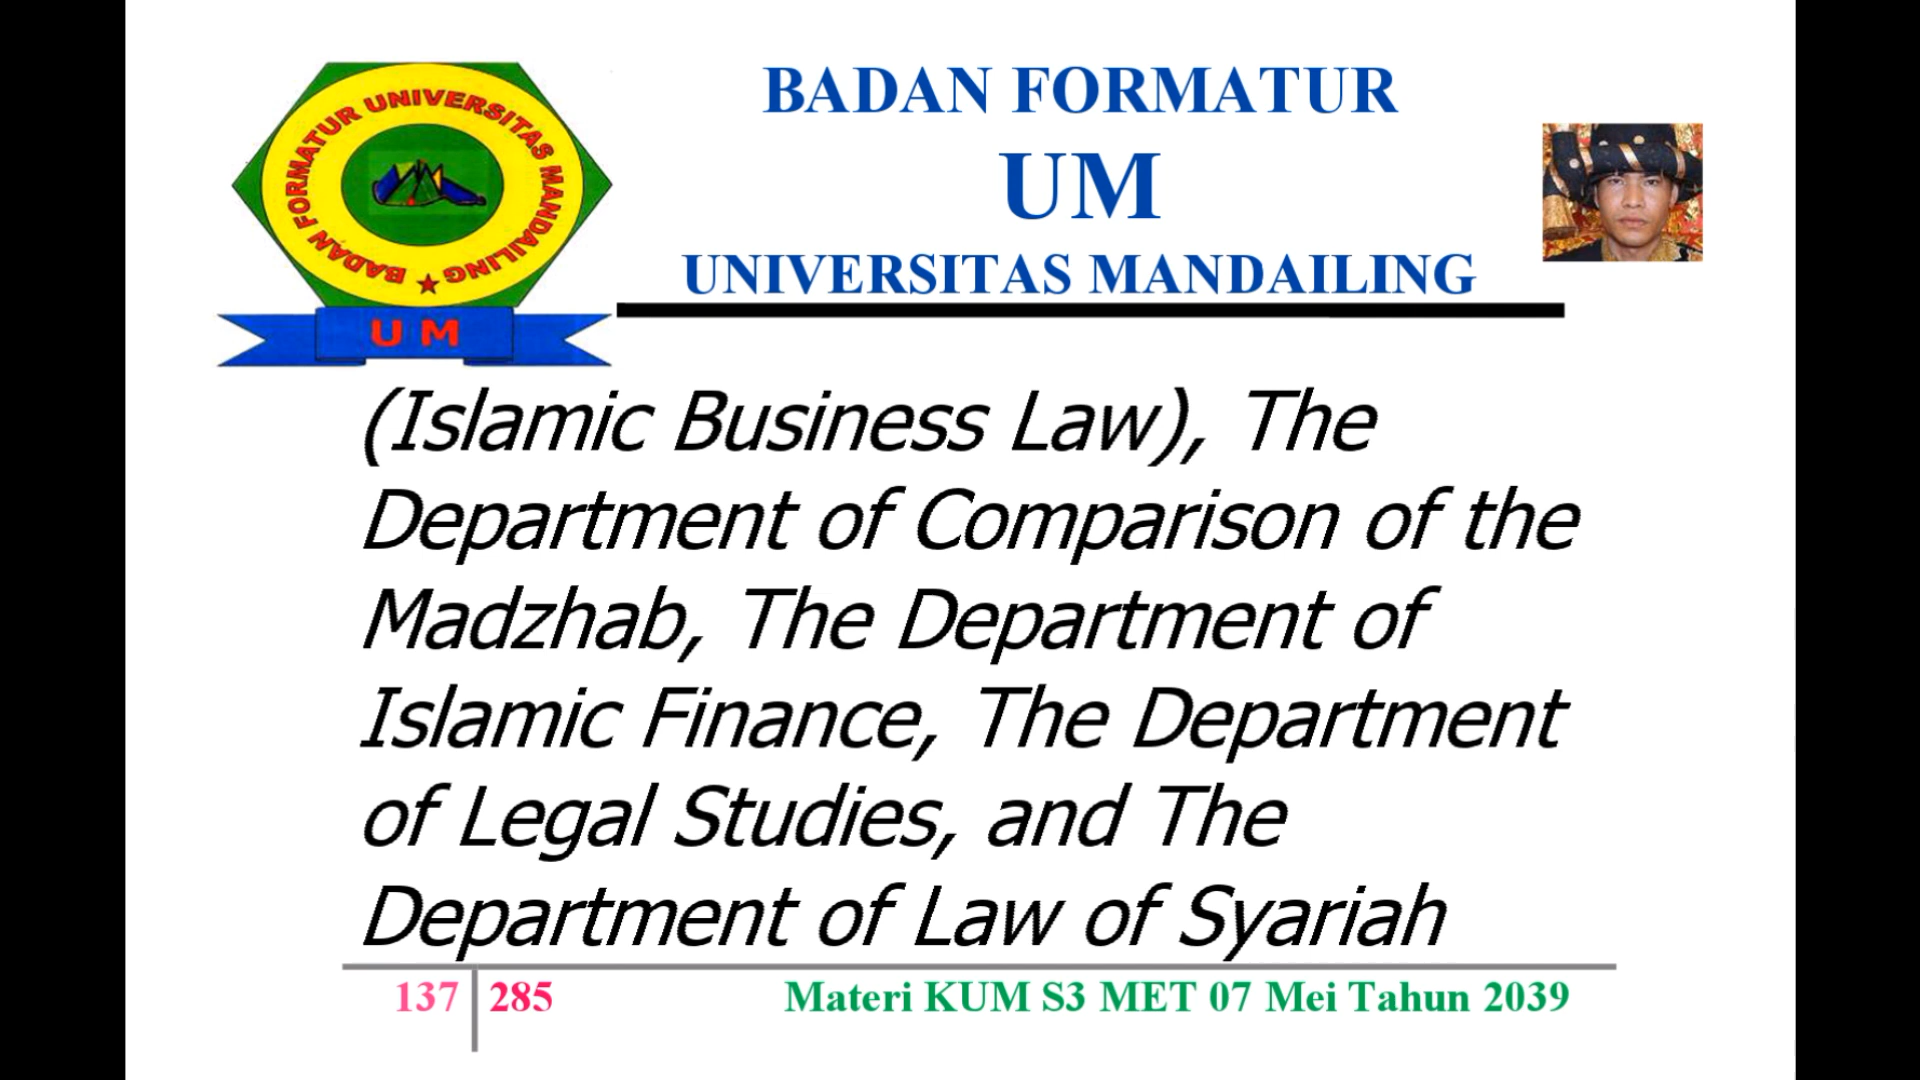 BADAN FORMATUR UNIVERSITAS MANDAILING
U M
BADAN FORMATUR
UM
UNIVERSITAS MANDAILING
(Islamic Business Law), The
Department of Comparison of the
Madzhab, The Department of
Islamic Finance, The Department
of Legal Studies, and The
Department of Law of Syariah
137 285 Materi KUM S3 MET 07 Mei Tahun 2039